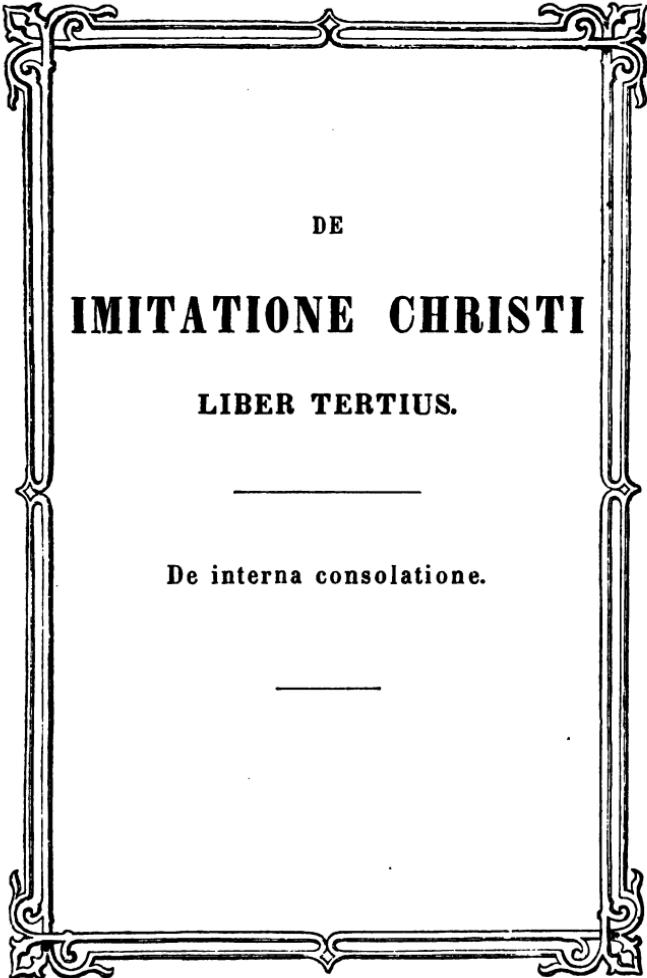 DE
IMITATIONE CHRISTI
LIBER TERTIUS.
De interna consolatione.